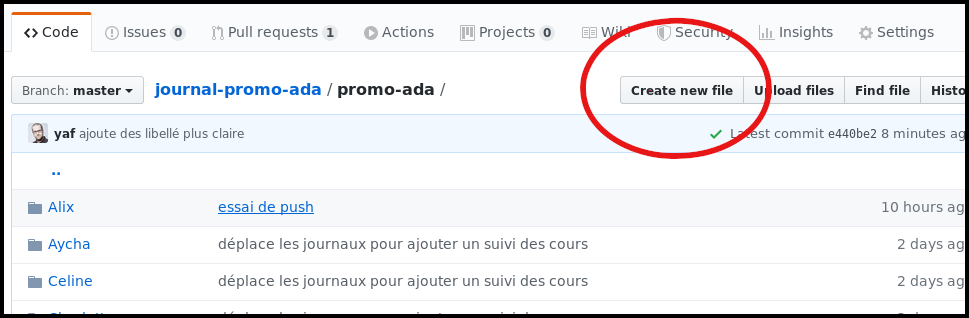 Code Issues 0 Pull requests 1 Actions Projects 0 Wiki Security Insights Settings
Branch: master journal-promo-ada / promo-ada / Create new file Upload files Find file Histo
yaf ajoute des libellé plus claire Latest commit e440be2 8 minutes ag
..
Alix essai de push 10 hours ag
Aycha déplace les journaux pour ajouter un suivi des cours 2 days ag
Celine déplace les journaux pour ajouter un suivi des cours 2 days ag